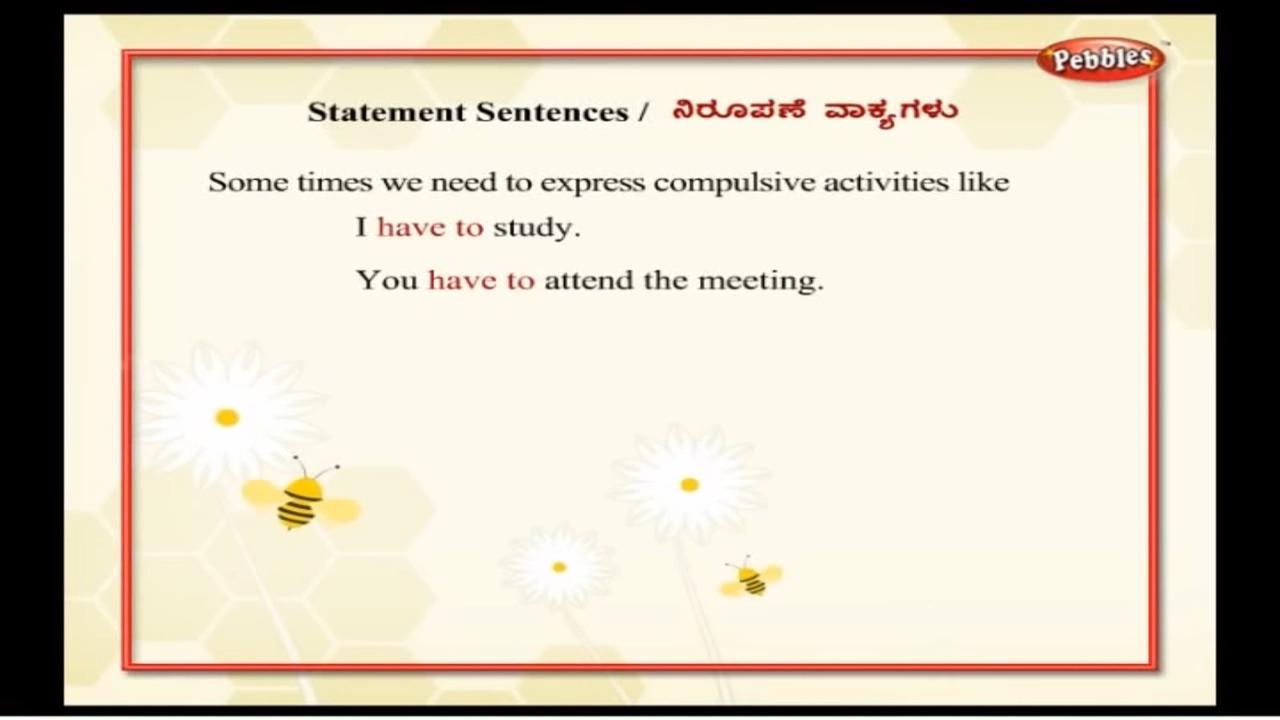 Pebbles™
Statement Sentences / ನಿರೂಪಣೆ ವಾಕ್ಯಗಳು
Some times we need to express compulsive activities like
I have to study.
You have to attend the meeting.